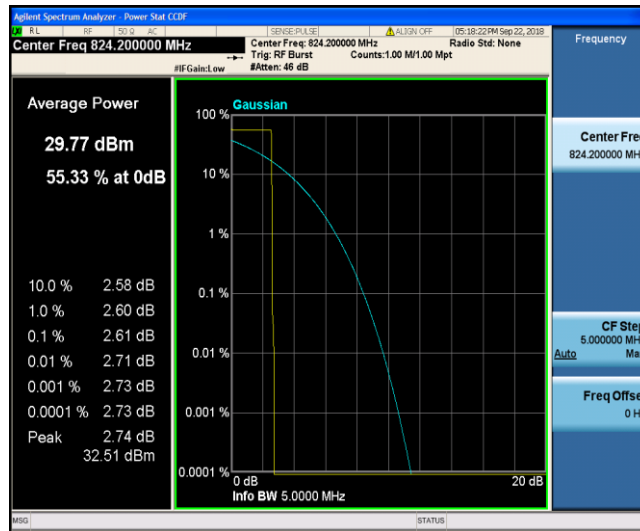 Agilent Spectrum Analyzer - Power Stat CCDF
RL RF 50 Ω AC SENSE:PULSE ALIGN OFF 05:18:22 PM Sep 22, 2018
Center Freq 824.200000 MHz
Center Freq: 824.200000 MHz Radio Std: None
Trig: RF Burst Counts:1.00 M/1.00 Mpt
#IFGain:Low #Atten: 46 dB
Frequency
Average Power
29.77 dBm
55.33 % at 0dB
10.0 % 2.58 dB
1.0 % 2.60 dB
0.1 % 2.61 dB
0.01 % 2.71 dB
0.001 % 2.73 dB
0.0001 % 2.73 dB
Peak 2.74 dB
32.51 dBm
Gaussian
100 %
10 %
1 %
0.1 %
0.01 %
0.001 %
0.0001 %
0 dB 20 dB
Info BW 5.0000 MHz
Center Fre
824.200000 MH
CF Step
5.000000 MH
Auto Ma
Freq Offse
0 H
MSG STATUS